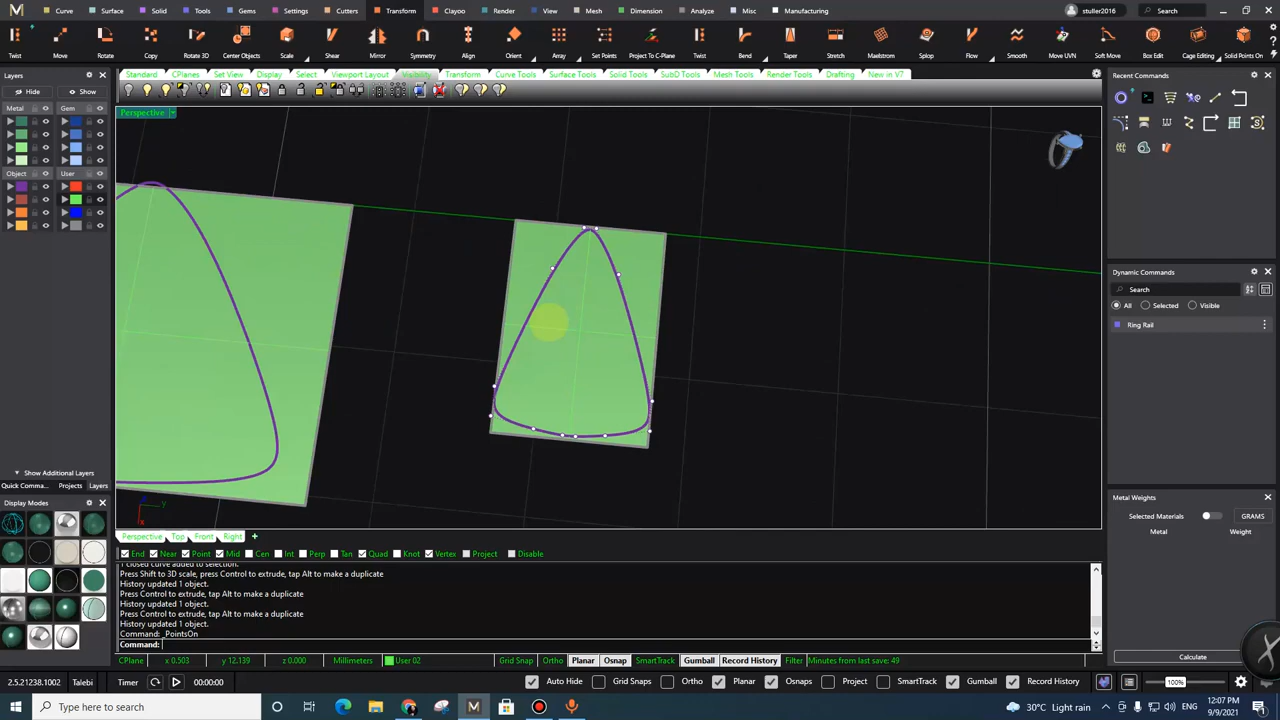 Curve Surface Solid Tools Gems Settings Cutters Transform Clayoo Render View Mesh Dimension Analyze Misc Manufacturing stuller2016 Search
Twist Move Rotate Copy Rotate 3D Center Objects Scale Shear Mirror Symmetry Align Orient Array Set Points Project To C-Plane Twist Bend Taper Stretch Maelstrom Splop Flow Smooth Move UVN Soft Move Box Edit Cage Editing Solid Points On
Layers
Standard CPlanes Set View Display Select Viewport Layout Visibility Transform Curve Tools Surface Tools Solid Tools SubD Tools Mesh Tools Render Tools Drafting New in V7
Recent Commands
Hide Show
Metal Gem
Perspective
Object User
Dynamic Commands
Search
All Selected Visible
Ring Rail
Show Additional Layers
Quick Comma... Projects Layers
Metal Weights
Display Modes
Selected Materials GRAMS
Metal Weight
z y
x
Perspective Top Front Right
End Near Point Mid Cen Int Perp Tan Quad Knot Vertex Project Disable
1 closed curve added to selection.
Press Shift to 3D scale, press Control to extrude, tap Alt to make a duplicate
History updated 1 object.
Press Control to extrude, tap Alt to make a duplicate
History updated 1 object.
Press Control to extrude, tap Alt to make a duplicate
History updated 1 object.
Command: _PointsOn
Command:
Calculate
CPlane x 0.503 y 12.139 z 0.000 Millimeters User 02 Grid Snap Ortho Planar Osnap SmartTrack Gumball Record History Filter Minutes from last save: 49
2.5.21238.1002 Talebi Timer 00:00:00 Auto Hide Grid Snaps Ortho Planar Osnaps Project SmartTrack Gumball Record History 100%
Type here to search
30°C Light rain
12:07 PM
9/9/2021